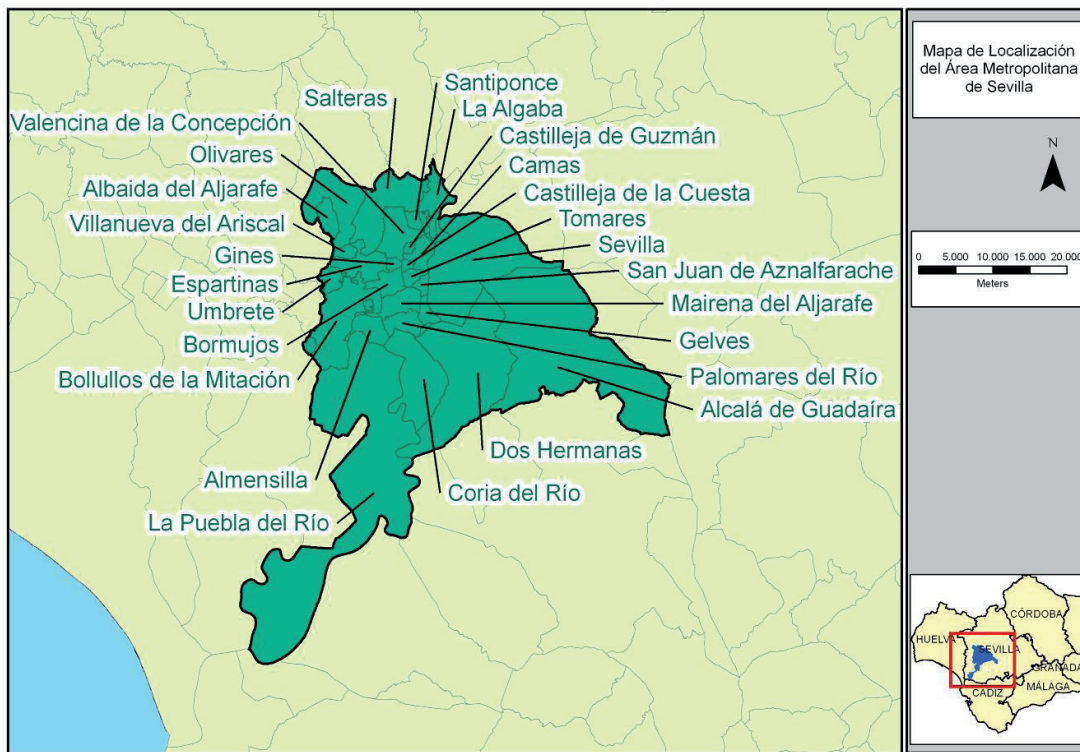 Santiponce
Salteras
La Algaba
Valencina de la Concepción
Castilleja de Guzmán
Olivares
Camas
Albaida del Aljarafe
Castilleja de la Cuesta
Villanueva del Ariscal
Tomares
Gines
Sevilla
Espartinas
San Juan de Aznalfarache
Umbrete
Mairena del Aljarafe
Bormujos
Gelves
Bollullos de la Mitación
Palomares del Río
Alcalá de Guadaíra
Dos Hermanas
Almensilla
Coria del Río
La Puebla del Río
Mapa de Localización
del Área Metropolitana
de Sevilla
N
0 5.000 10.000 15.000 20.000
Meters
CÓRDOBA
HUELVA
SEVILLA
GRANADA
MÁLAGA
CÁDIZ